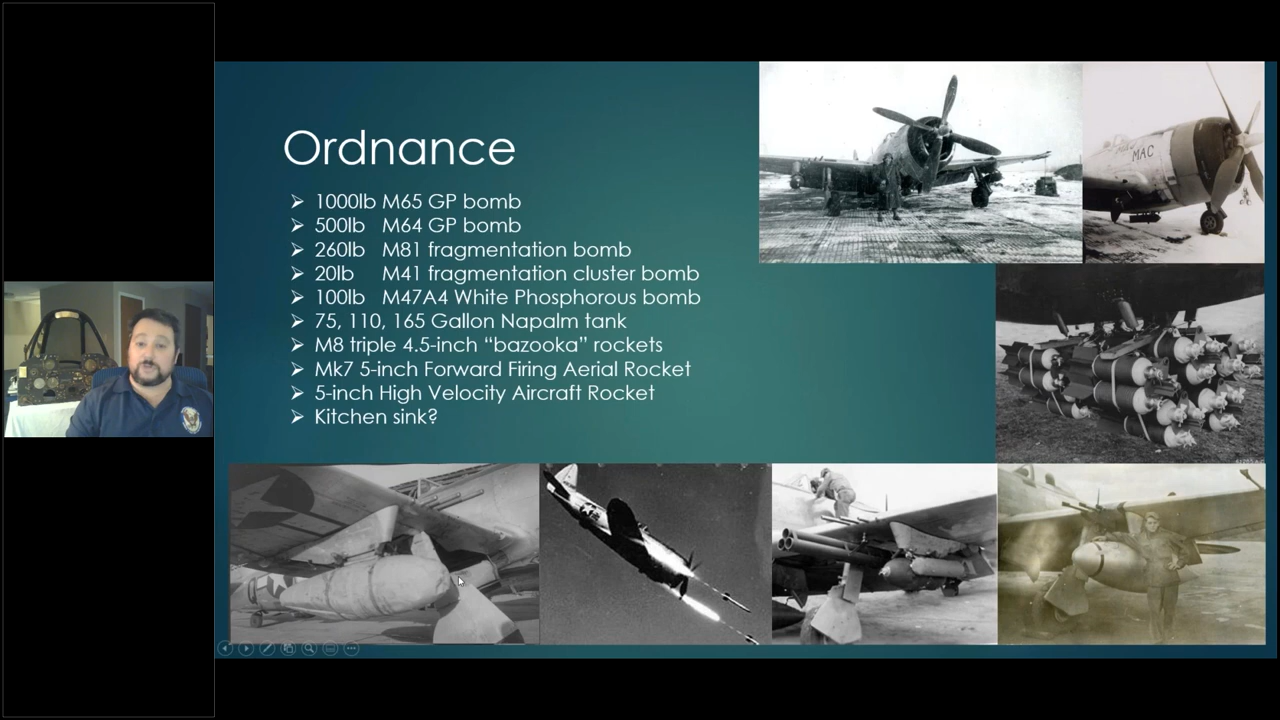 Ordnance
➢ 1000lb M65 GP bomb
➢ 500lb M64 GP bomb
➢ 260lb M81 fragmentation bomb
➢ 20lb M41 fragmentation cluster bomb
➢ 100lb M47A4 White Phosphorous bomb
➢ 75, 110, 165 Gallon Napalm tank
➢ M8 triple 4.5-inch “bazooka” rockets
➢ Mk7 5-inch Forward Firing Aerial Rocket
➢ 5-inch High Velocity Aircraft Rocket
➢ Kitchen sink?
MAC